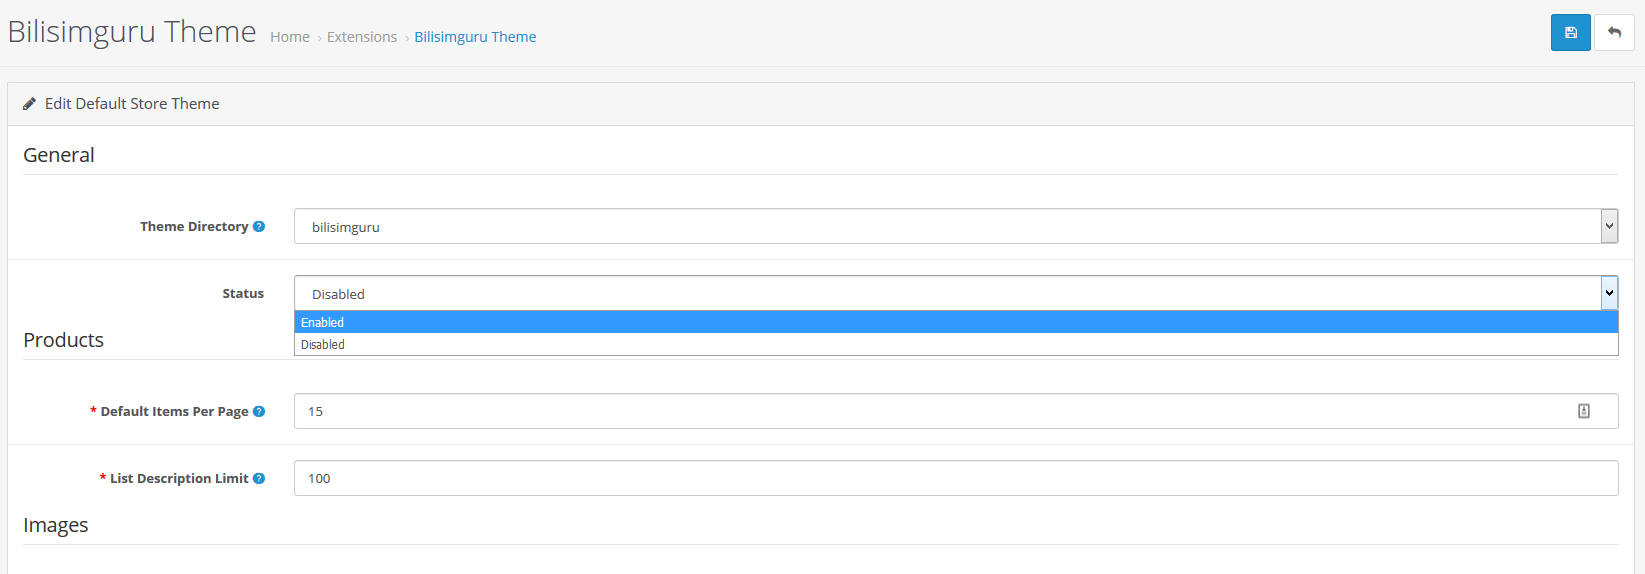 Bilisimguru Theme Home › Extensions › Bilisimguru Theme
Edit Default Store Theme
General
Theme Directory ? bilisimguru
Status Disabled
Enabled
Disabled
Products
* Default Items Per Page ? 15
* List Description Limit ? 100
Images